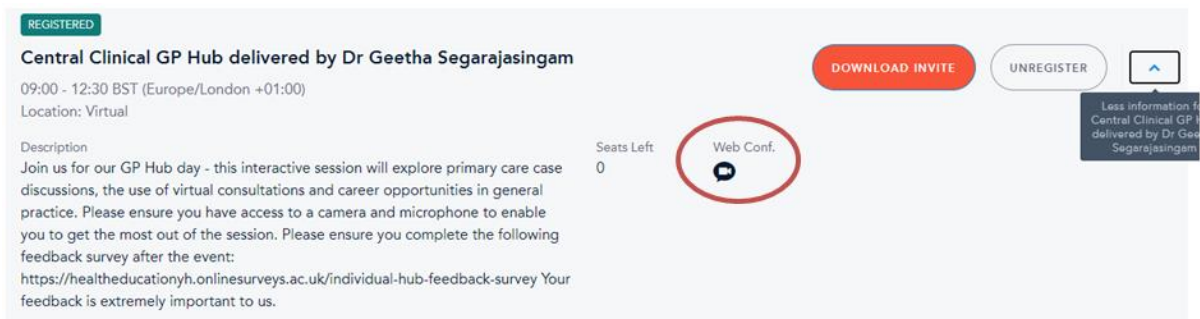 REGISTERED
Central Clinical GP Hub delivered by Dr Geetha Segarajasingam
09:00 - 12:30 BST (Europe/London +01:00)
Location: Virtual
DOWNLOAD INVITE
UNREGISTER
Less information
Central Clinical GP
delivered by Dr
Segarajasingam
Description
Join us for our GP Hub day - this interactive session will explore primary care case
discussions, the use of virtual consultations and career opportunities in general
practice. Please ensure you have access to a camera and microphone to enable
you to get the most out of the session. Please ensure you complete the following
feedback survey after the event:
https://healtheducationyh.onlinesurveys.ac.uk/individual-hub-feedback-survey Your
feedback is extremely important to us.
Seats Left
0
Web Conf.